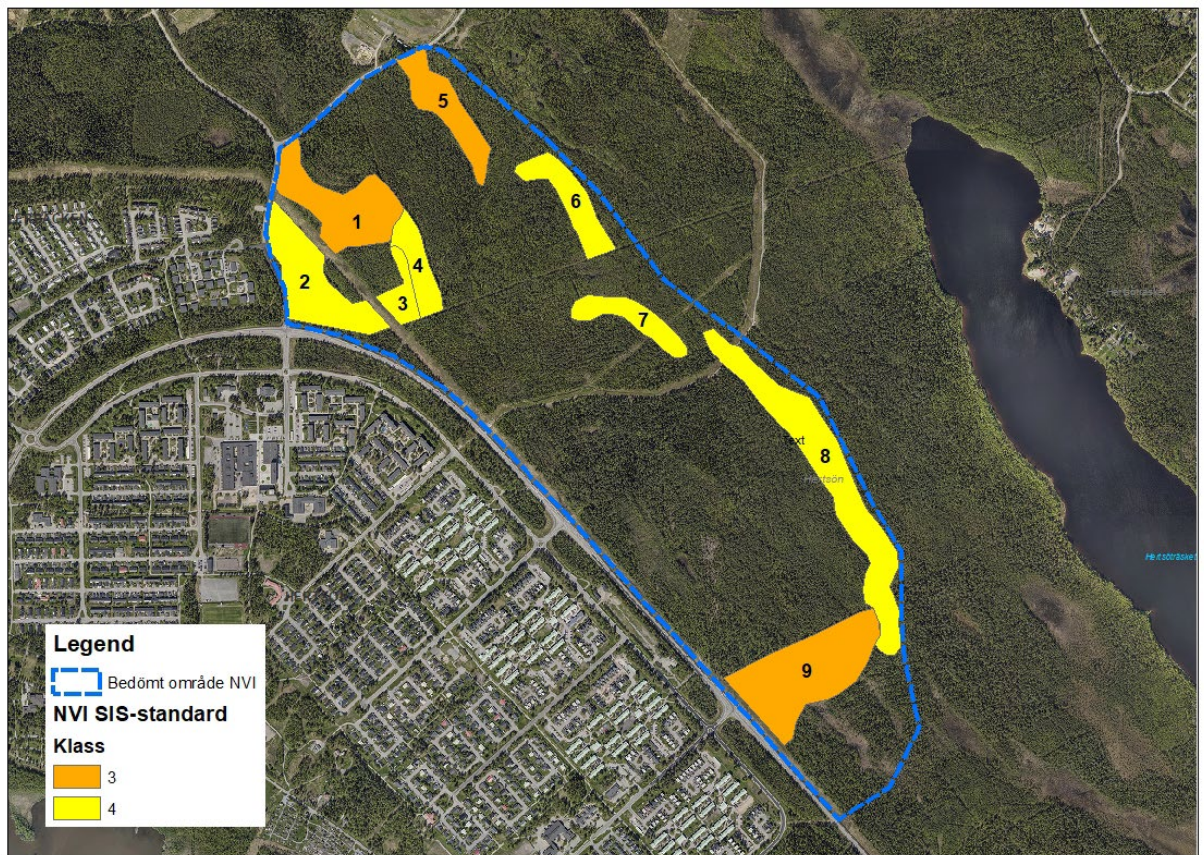 5
6
1
4
2
3
7
Text
8
Hertsön
Hertsöträsket
9
Legend
Bedömt område NVI
NVI SIS-standard
Klass
3
4